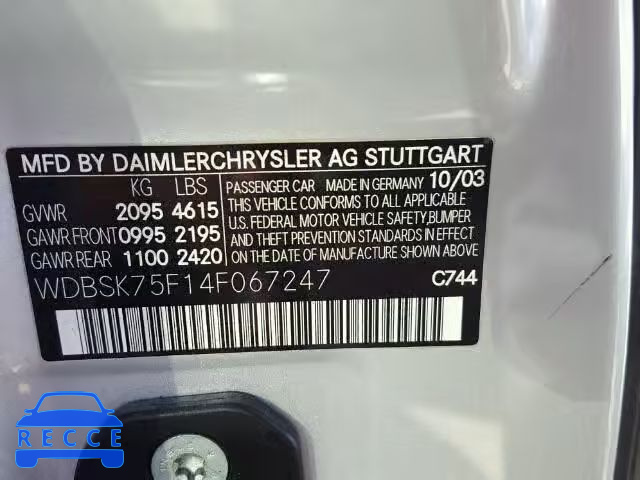 MFD BY DAIMLERCHRYSLER AG STUTTGART
KG LBS
GVWR 2095 4615
GAWR FRONT 0995 2195
GAWR REAR 1100 2420
PASSENGER CAR MADE IN GERMANY 10/03
THIS VEHICLE CONFORMS TO ALL APPLICABLE
U.S. FEDERAL MOTOR VEHICLE SAFETY, BUMPER
AND THEFT PREVENTION STANDARDS IN EFFECT
ON THE DATE OF MANUFACTURE SHOWN ABOVE
WDBSK75F14F067247
C744
RECCE